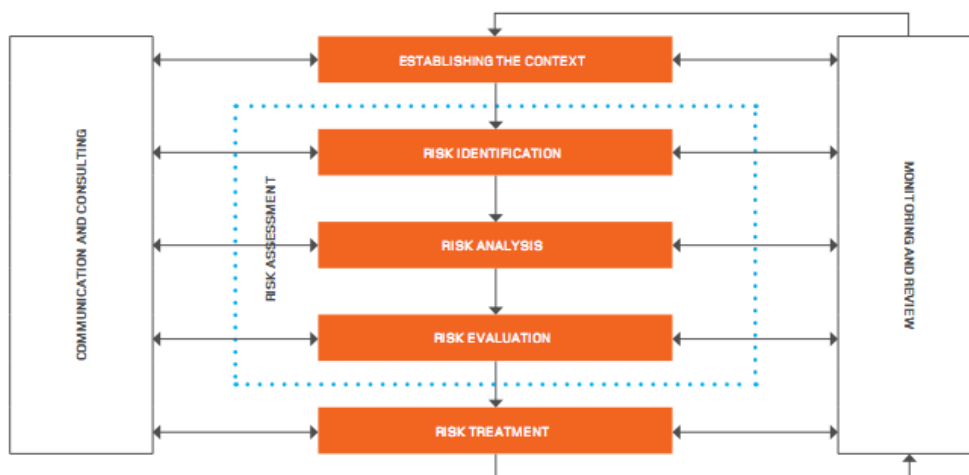 ESTABLISHING THE CONTEXT
COMMUNICATION AND CONSULTING
RISK ASSESSMENT
RISK IDENTIFICATION
RISK ANALYSIS
RISK EVALUATION
RISK TREATMENT
MONITORING AND REVIEW